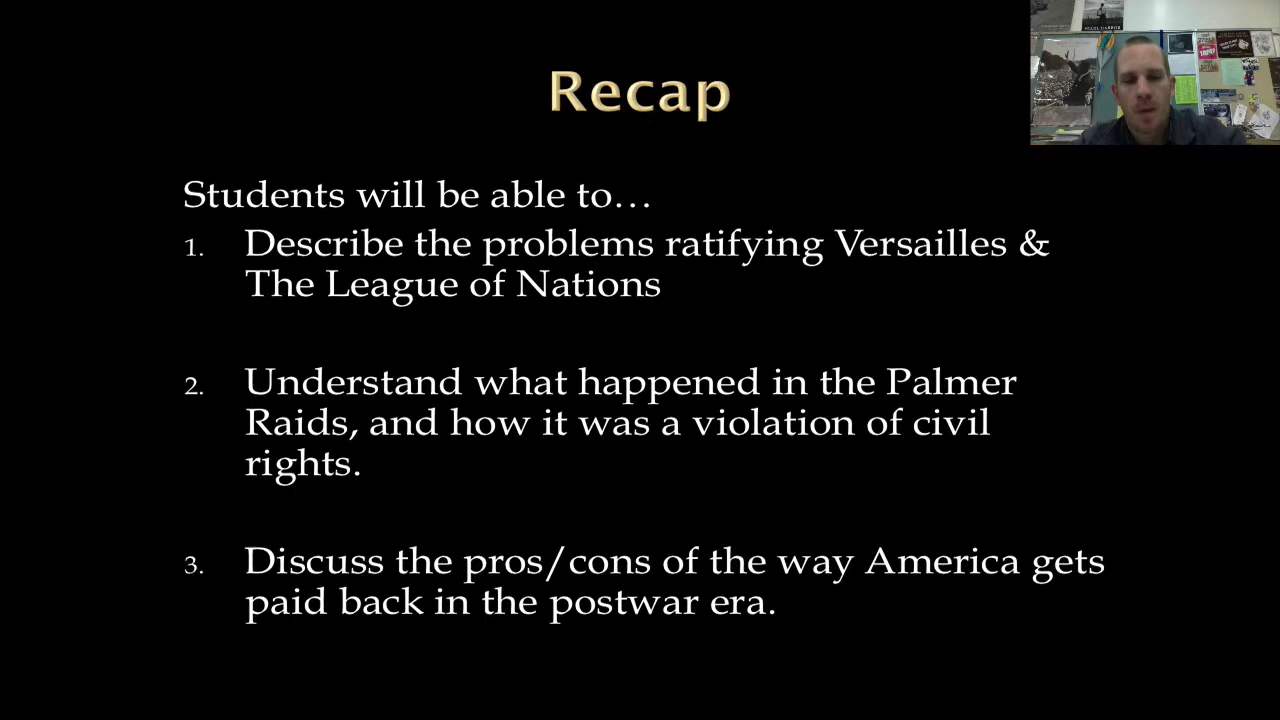 Recap
Students will be able to…
1. Describe the problems ratifying Versailles &
The League of Nations
2. Understand what happened in the Palmer
Raids, and how it was a violation of civil
rights.
3. Discuss the pros/cons of the way America gets
paid back in the postwar era.